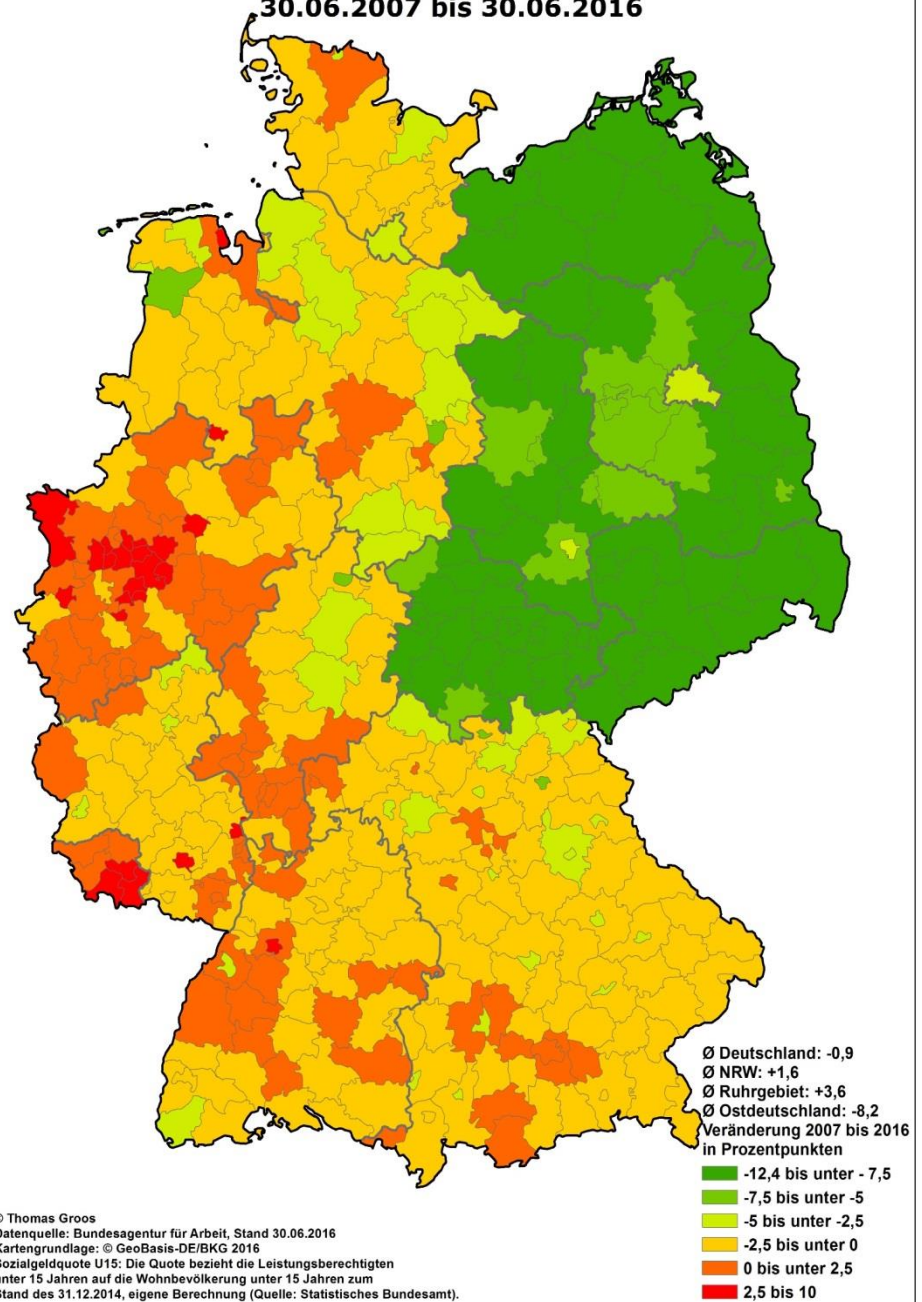 30.06.2007 bis 30.06.2016
Ø Deutschland: -0,9
Ø NRW: +1,6
Ø Ruhrgebiet: +3,6
Ø Ostdeutschland: -8,2
Veränderung 2007 bis 2016
in Prozentpunkten
-12,4 bis unter - 7,5
-7,5 bis unter -5
-5 bis unter -2,5
-2,5 bis unter 0
0 bis unter 2,5
2,5 bis 10
© Thomas Groos
Datenquelle: Bundesagentur für Arbeit, Stand 30.06.2016
Kartengrundlage: © GeoBasis-DE/BKG 2016
Sozialgeldquote U15: Die Quote bezieht die Leistungsberechtigten
unter 15 Jahren auf die Wohnbevölkerung unter 15 Jahren zum
Stand des 31.12.2014, eigene Berechnung (Quelle: Statistisches Bundesamt).